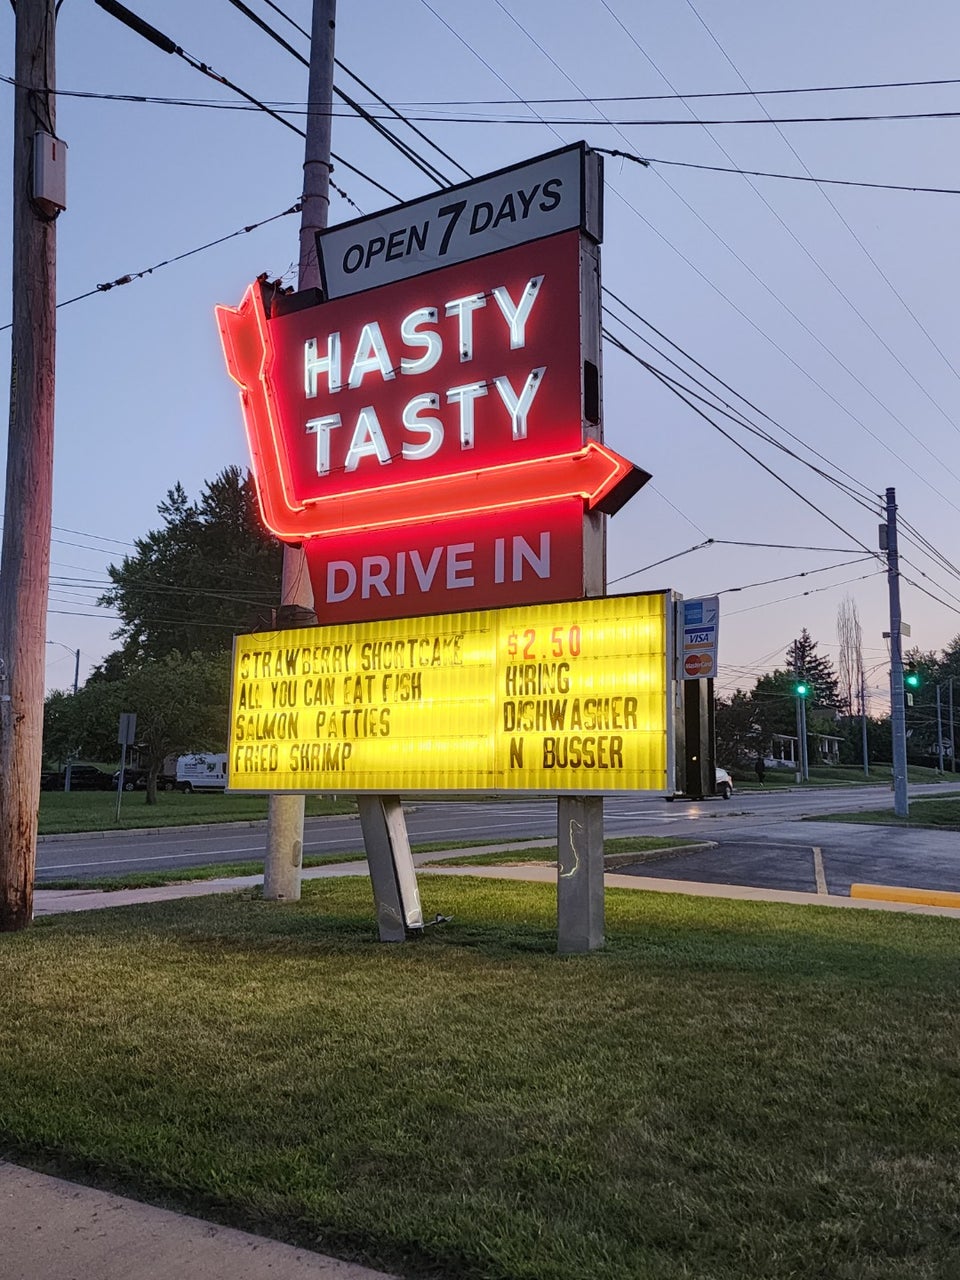 OPEN 7 DAYS
HASTY
TASTY
DRIVE IN
STRAWBERRY SHORTCAKE $2.50
ALL YOU CAN EAT FISH HIRING
SALMON PATTIES DISHWASHER
FRIED SHRIMP N BUSSER
VISA
MasterCard